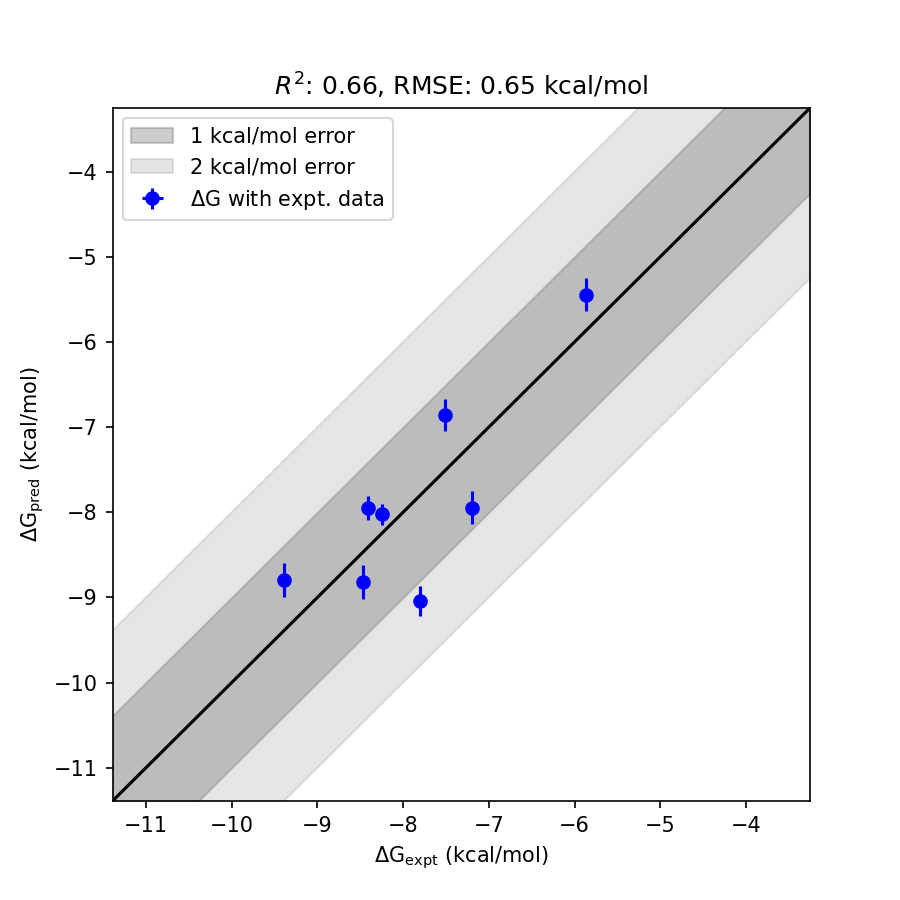 R²: 0.66, RMSE: 0.65 kcal/mol
1 kcal/mol error
2 kcal/mol error
ΔG with expt. data
−4
−5
−6
−7
−8
−9
−10
−11
ΔGpred (kcal/mol)
−11 −10 −9 −8 −7 −6 −5 −4
ΔGexpt (kcal/mol)